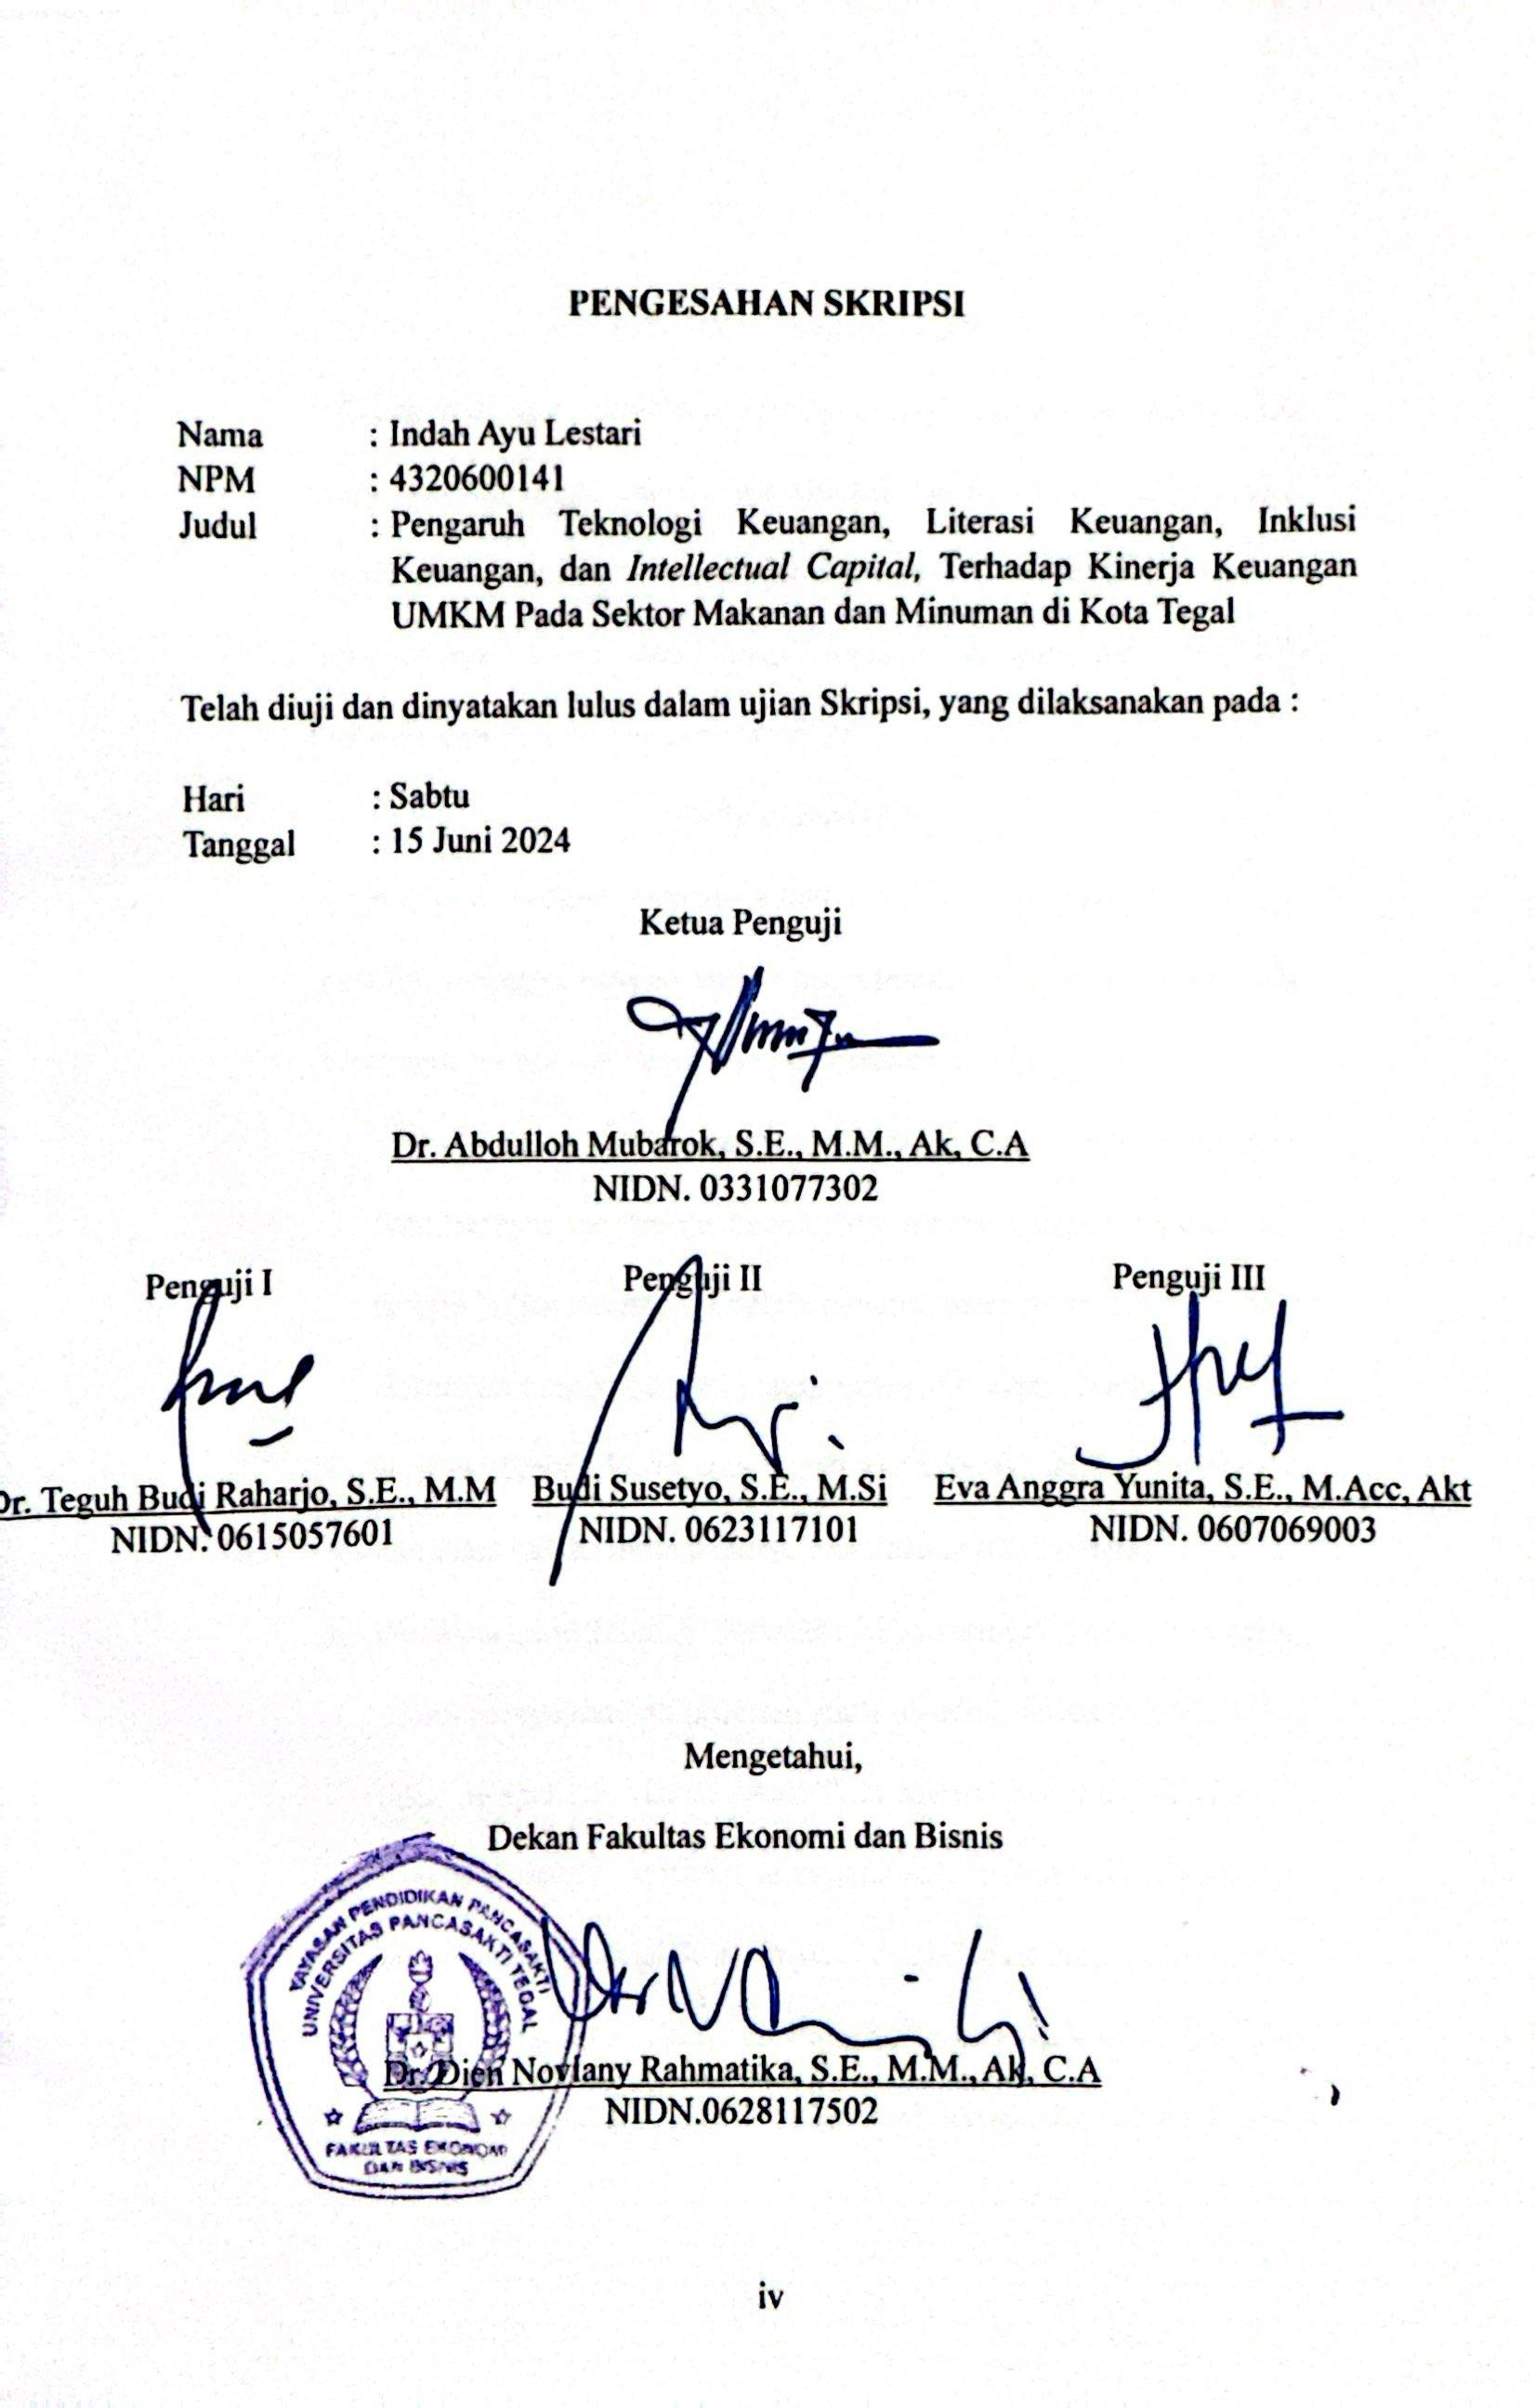 PENGESAHAN SKRIPSI
Nama : Indah Ayu Lestari
NPM : 4320600141
Judul : Pengaruh Teknologi Keuangan, Literasi Keuangan, Inklusi
Keuangan, dan Intellectual Capital, Terhadap Kinerja Keuangan
UMKM Pada Sektor Makanan dan Minuman di Kota Tegal
Telah diuji dan dinyatakan lulus dalam ujian Skripsi, yang dilaksanakan pada :
Hari : Sabtu
Tanggal : 15 Juni 2024
Ketua Penguji
Dr. Abdulloh Mubarok, S.E., M.M., Ak, C.A
NIDN. 0331077302
Penguji I
Penguji II
Penguji III
Dr. Teguh Budi Raharjo, S.E., M.M
NIDN. 0615057601
Budi Susetyo, S.E., M.Si
NIDN. 0623117101
Eva Anggra Yunita, S.E., M.Acc, Akt
NIDN. 0607069003
Mengetahui,
Dekan Fakultas Ekonomi dan Bisnis
YAYASAN PENDIDIKAN PANCASAKTI
UNIVERSITAS PANCASAKTI TEGAL
FAKULTAS EKONOMI
DAN BISNIS
Dr. Dien Noviany Rahmatika, S.E., M.M., Ak, C.A
NIDN.0628117502
iv